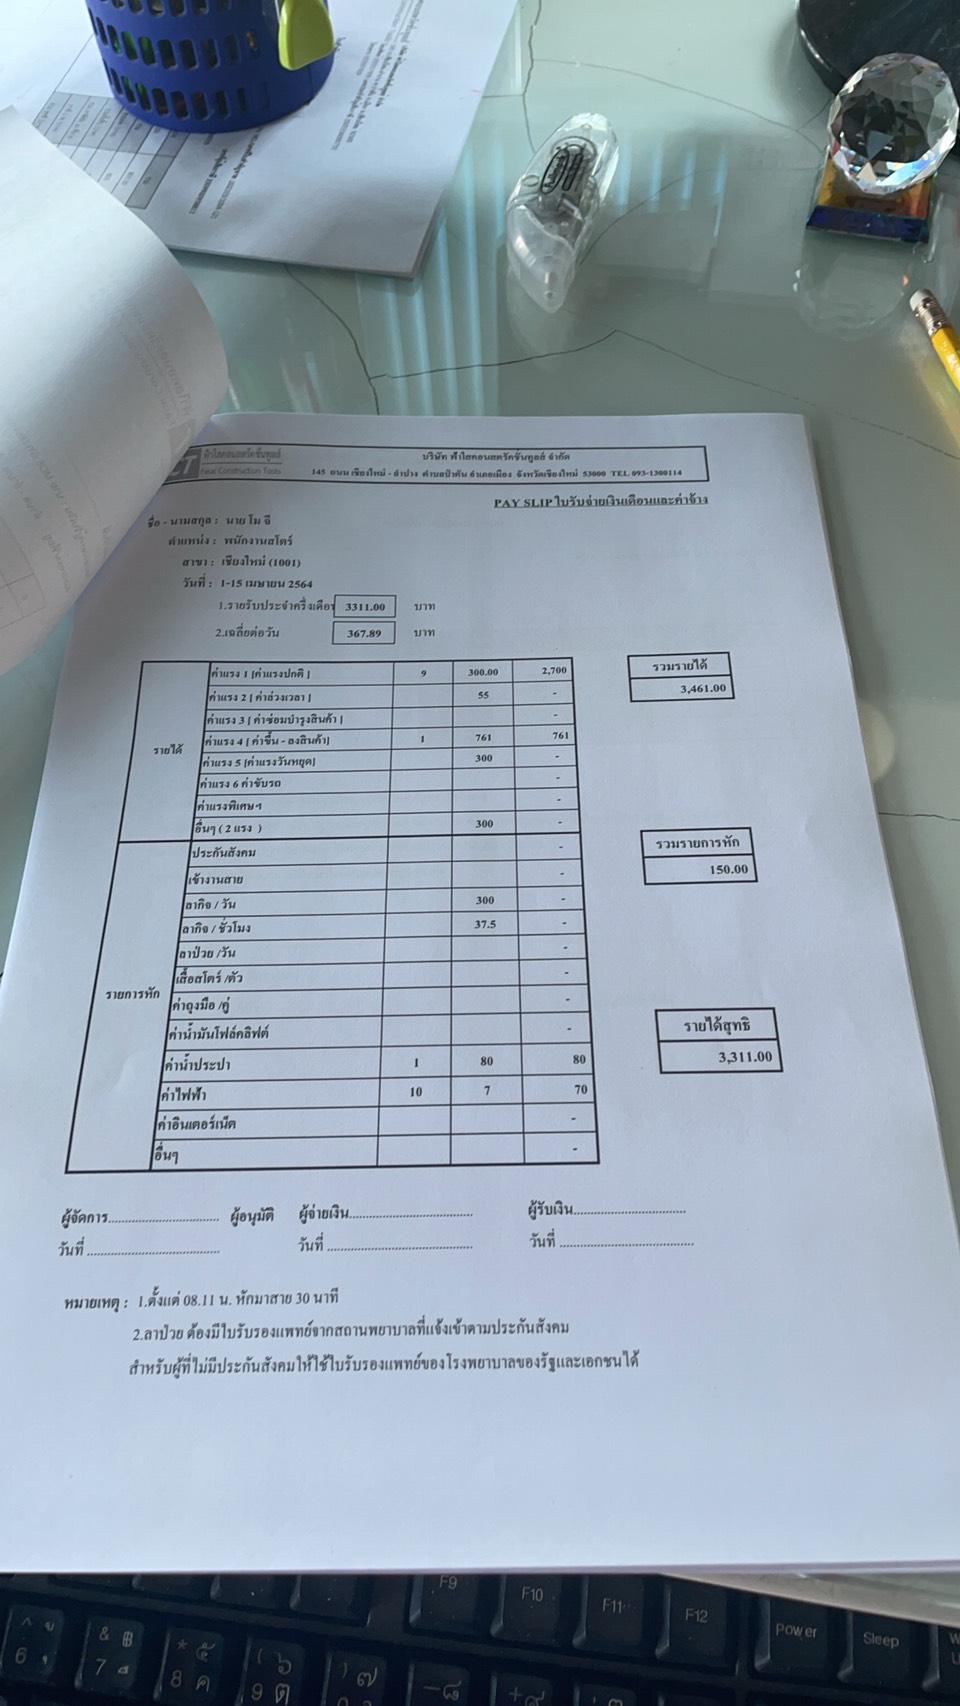 ฟ้าใสคอนสตรัคชั่นทูลส์
Construction Tools
บริษัท ฟ้าใสคอนสตรัคชันทูลส์ จำกัด
145 ถนน เชียงใหม่ - ลำปาง ตำบลป่าตัน อำเภอเมือง จังหวัดเชียงใหม่ 53000 TEL 093-1300114
PAY SLIP ใบรับจ่ายเงินเดือนและค่าจ้าง
ชื่อ - นามสกุล : นาย โม ฮี
ตำแหน่ง : พนักงานสโตร์
สาขา : เชียงใหม่ (1001)
วันที่ : 1-15 เมษายน 2564
1.รายรับประจำครึ่งเดือน 3311.00 บาท
2.เฉลี่ยต่อวัน 367.89 บาท
รายได้
ค่าแรง 1 [ค่าแรงปกติ ] 9 300.00 2,700
ค่าแรง 2 [ ค่าล่วงเวลา ] 55 -
ค่าแรง 3 [ ค่าซ่อมบำรุงสินค้า ] -
ค่าแรง 4 [ ค่าขึ้น - ลงสินค้า] 1 761 761
ค่าแรง 5 [ค่าแรงวันหยุด] 300 -
ค่าแรง 6 ค่าขับรถ -
ค่าแรงพิเศษฯ -
อื่นๆ ( 2 แรง ) 300 -
รายการหัก
ประกันสังคม -
เข้างานสาย -
ลากิจ / วัน 300 -
ลากิจ / ชั่วโมง 37.5 -
ลาป่วย /วัน -
เสื้อสโตร์ /ตัว -
ค่าถุงมือ /คู่ -
ค่าน้ำมันโฟล์คลิฟต์ -
ค่าน้ำประปา 1 80 80
ค่าไฟฟ้า 10 7 70
ค่าอินเตอร์เน็ต -
อื่นๆ -
รวมรายได้
3,461.00
รวมรายการหัก
150.00
รายได้สุทธิ
3,311.00
ผู้จัดการ................................ ผู้อนุมัติ ผู้จ่ายเงิน.................................... ผู้รับเงิน................................
วันที่ ...................................... วันที่ .......................................... วันที่ .......................................
หมายเหตุ : 1.ตั้งแต่ 08.11 น. หักมาสาย 30 นาที
2.ลาป่วย ต้องมีใบรับรองแพทย์จากสถานพยาบาลที่แจ้งเข้าตามประกันสังคม
สำหรับผู้ที่ไม่มีประกันสังคมให้ใช้ใบรับรองแพทย์ของโรงพยาบาลของรัฐและเอกชนได้
F9 F10 F11 F12 Power Sleep
6 & 7 * 8 ๕ ค ( 9 ๖ ต ) ๗